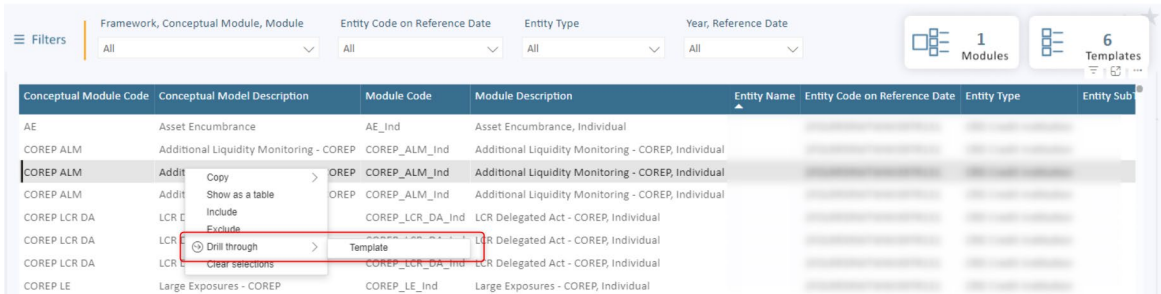 Framework, Conceptual Module, Module Entity Code on Reference Date Entity Type Year, Reference Date
Filters
All All All All
1 Modules
6 Templates
Conceptual Module Code Conceptual Model Description Module Code Module Description Entity Name Entity Code on Reference Date Entity Type Entity SubT
AE Asset Encumbrance AE_Ind Asset Encumbrance, Individual
COREP ALM Additional Liquidity Monitoring - COREP COREP_ALM_Ind Additional Liquidity Monitoring - COREP, Individual
COREP ALM Addit OREP COREP_ALM_Ind Additional Liquidity Monitoring - COREP, Individual
Copy
COREP ALM Addit OREP COREP_ALM_Ind Additional Liquidity Monitoring - COREP, Individual
Show as a table
Include
COREP LCR DA LCR D COREP_LCR_DA_Ind LCR Delegated Act - COREP, Individual
Exclude
COREP LCR DA LCR D COREP_LCR_DA_Ind LCR Delegated Act - COREP, Individual
Drill through Template
COREP LCR DA LCR D COREP_LCR_DA_Ind LCR Delegated Act - COREP, Individual
Clear selections
COREP LE Large Exposures - COREP COREP_LE_Ind Large Exposures - COREP, Individual